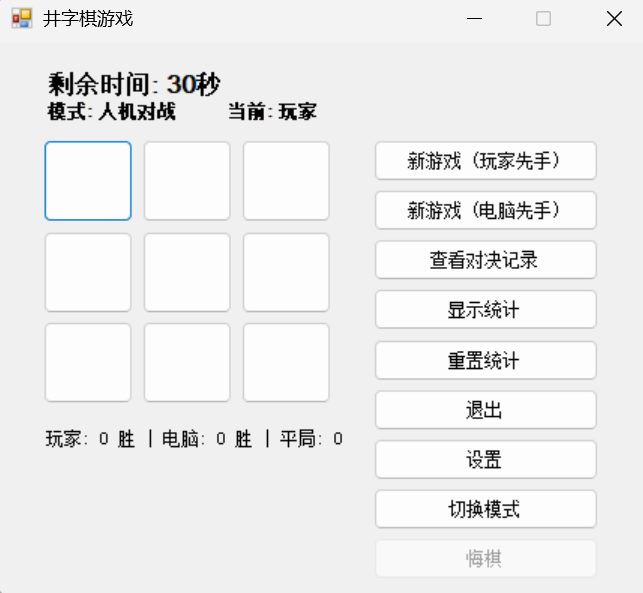 井字棋游戏
剩余时间: 30秒
模式: 人机对战 当前: 玩家
新游戏（玩家先手）
新游戏（电脑先手）
查看对决记录
显示统计
重置统计
退出
设置
切换模式
悔棋
玩家: 0 胜 | 电脑: 0 胜 | 平局: 0